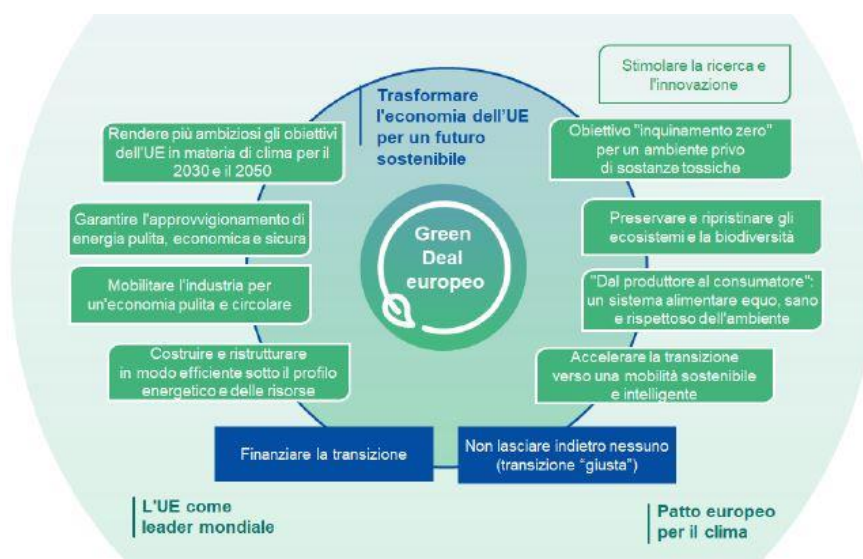 Stimolare la ricerca e
l'innovazione
Trasformare
l'economia dell'UE
per un futuro
sostenibile
Rendere più ambiziosi gli obiettivi
dell'UE in materia di clima per il
2030 e il 2050
Obiettivo "inquinamento zero"
per un ambiente privo
di sostanze tossiche
Garantire l'approvvigionamento di
energia pulita, economica e sicura
Preservare e ripristinare gli
ecosistemi e la biodiversità
Green
Deal
europeo
Mobilitare l'industria per
un'economia pulita e circolare
"Dal produttore al consumatore":
un sistema alimentare equo, sano
e rispettoso dell'ambiente
Costruire e ristrutturare
in modo efficiente sotto il profilo
energetico e delle risorse
Accelerare la transizione
verso una mobilità sostenibile
e intelligente
Finanziare la transizione
Non lasciare indietro nessuno
(transizione “giusta”)
L'UE come
leader mondiale
Patto europeo
per il clima